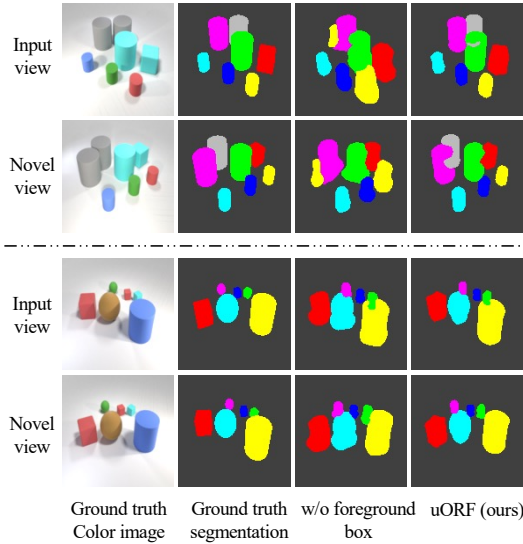 Input
view
Novel
view
Input
view
Novel
view
Ground truth
Color image
Ground truth
segmentation
w/o foreground
box
uORF (ours)